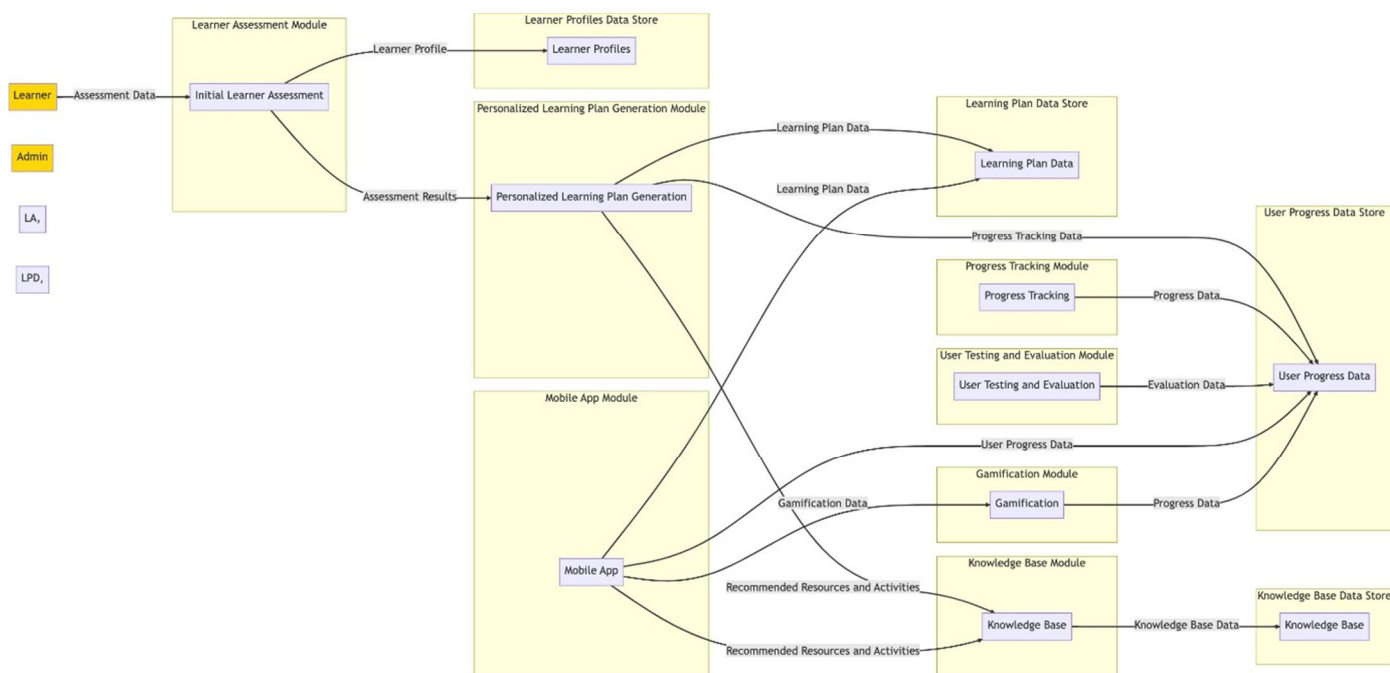 Learner Assessment Module
Learner Profiles Data Store
Learner Profile
Learner Profiles
Learner
Assessment Data
Initial Learner Assessment
Personalized Learning Plan Generation Module
Learning Plan Data Store
Learning Plan Data
Admin
Learning Plan Data
Learning Plan Data
Assessment Results
Personalized Learning Plan Generation
LA,
User Progress Data Store
Progress Tracking Data
Progress Tracking Module
LPD,
Progress Tracking
Progress Data
User Testing and Evaluation Module
User Testing and Evaluation
Evaluation Data
User Progress Data
Mobile App Module
User Progress Data
Gamification Module
Gamification Data
Gamification
Progress Data
Knowledge Base Module
Mobile App
Recommended Resources and Activities
Knowledge Base Data Store
Knowledge Base
Knowledge Base Data
Knowledge Base
Recommended Resources and Activities